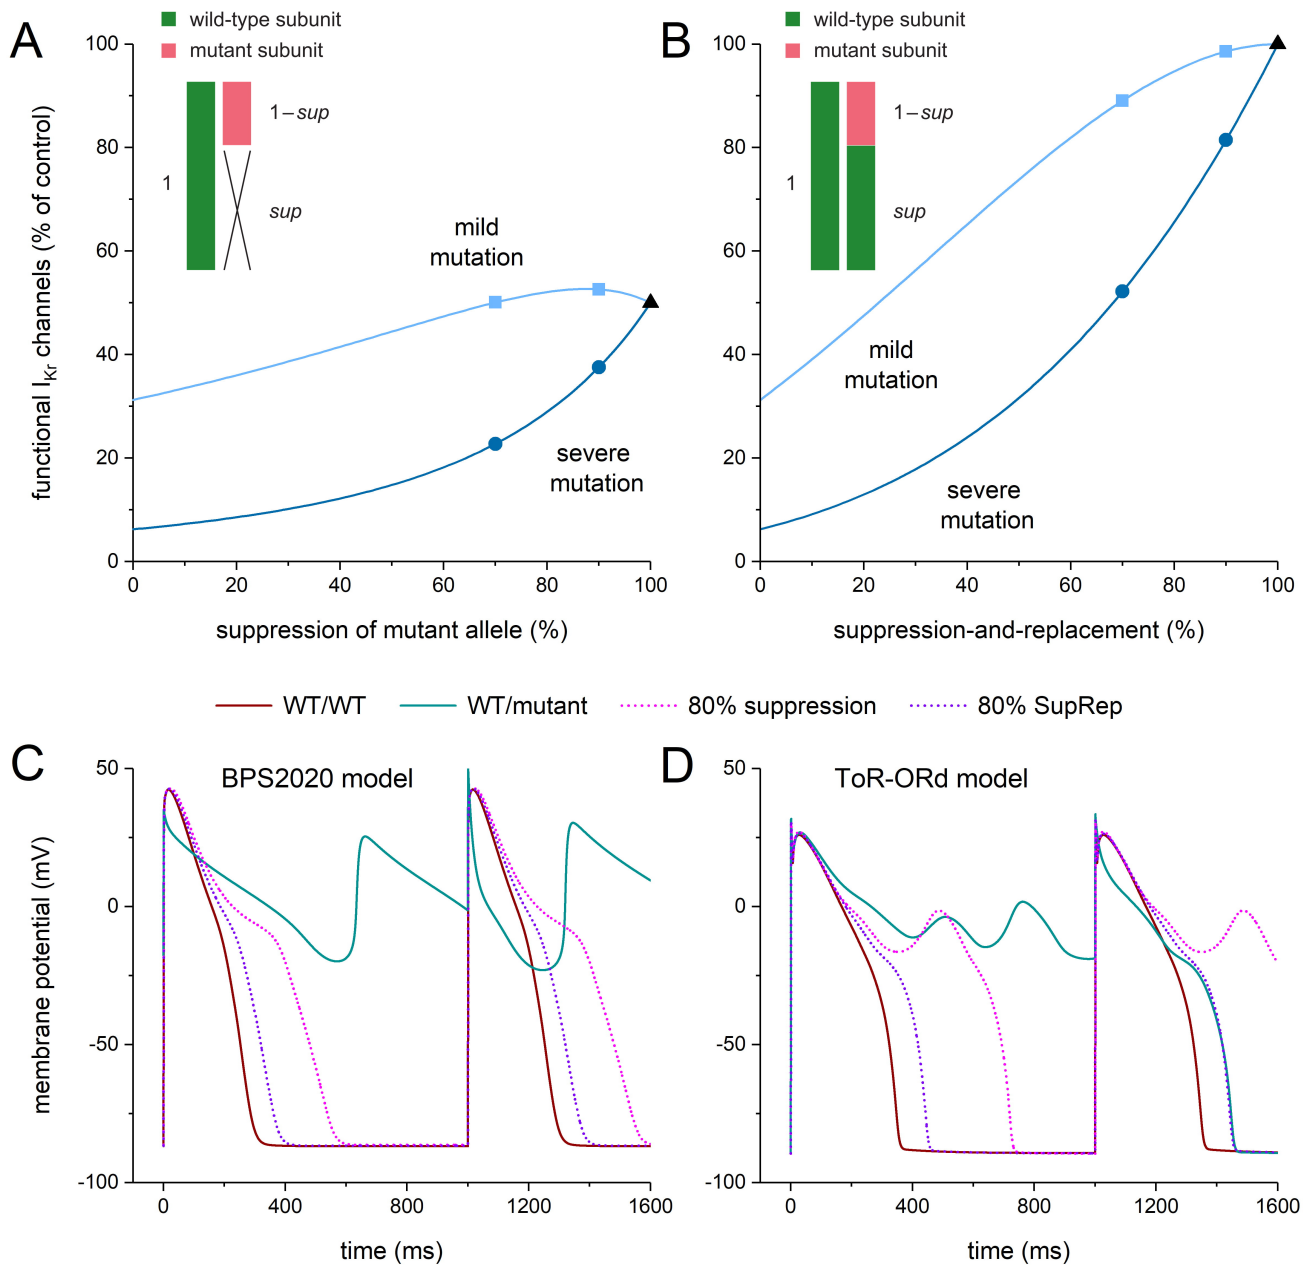 A
wild-type subunit
mutant subunit
1
1–sup
sup
mild
mutation
severe
mutation
functional I_Kr channels (% of control)
100
80
60
40
20
0
0 20 40 60 80 100
suppression of mutant allele (%)
B
wild-type subunit
mutant subunit
1
1–sup
sup
mild
mutation
severe
mutation
100
80
60
40
20
0
0 20 40 60 80 100
suppression-and-replacement (%)
WT/WT WT/mutant 80% suppression 80% SupRep
C
BPS2020 model
membrane potential (mV)
50
0
-50
-100
0 400 800 1200 1600
time (ms)
D
ToR-ORd model
50
0
-50
-100
0 400 800 1200 1600
time (ms)